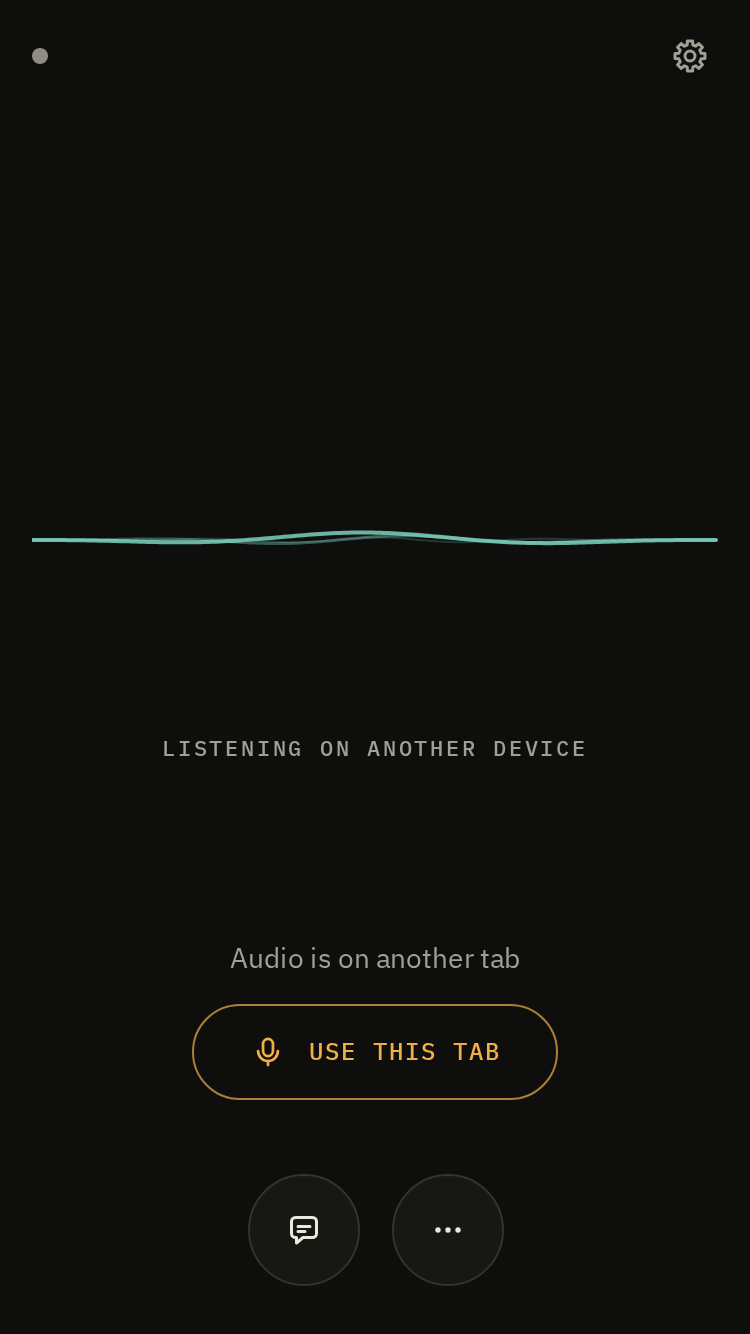 LISTENING ON ANOTHER DEVICE
Audio is on another tab
USE THIS TAB